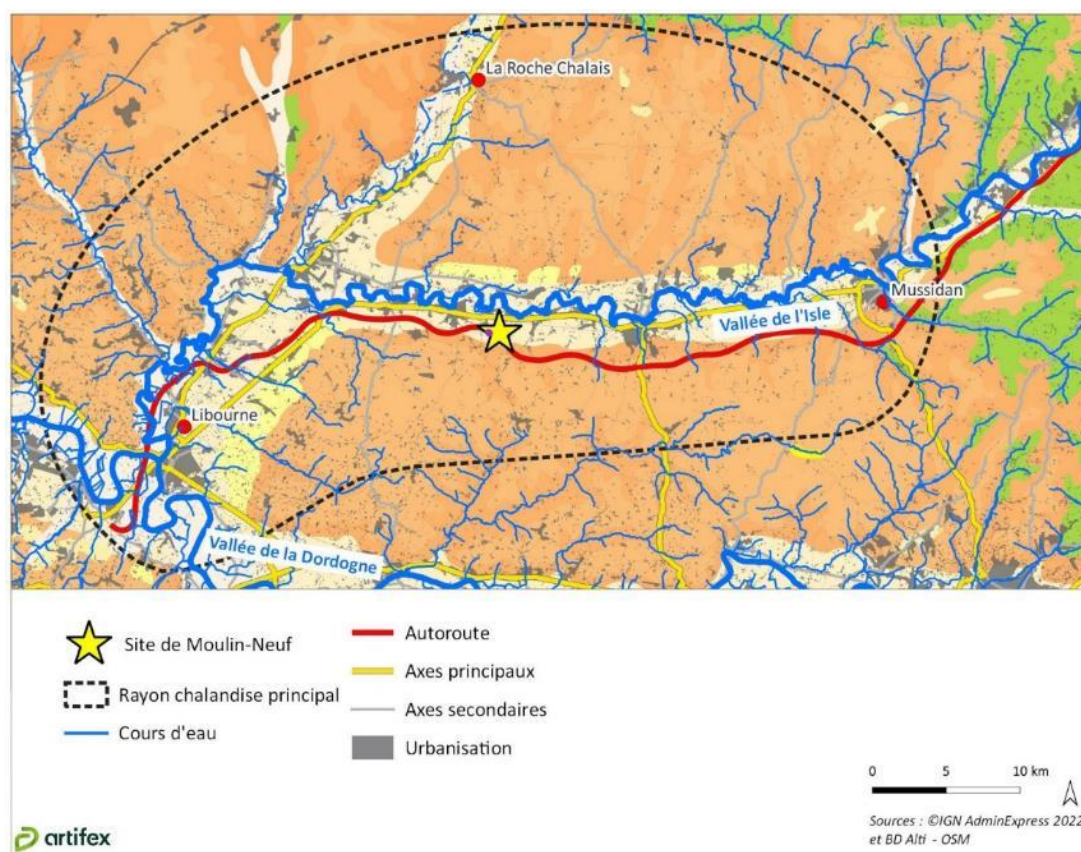 La Roche Chalais
Mussidan
Vallée de l'Isle
Libourne
Vallée de la Dordogne
Site de Moulin-Neuf
Rayon chalandise principal
Cours d'eau
Autoroute
Axes principaux
Axes secondaires
Urbanisation
0 5 10 km
Sources : ©IGN AdminExpress 2022
et BD Alti - OSM
artifex